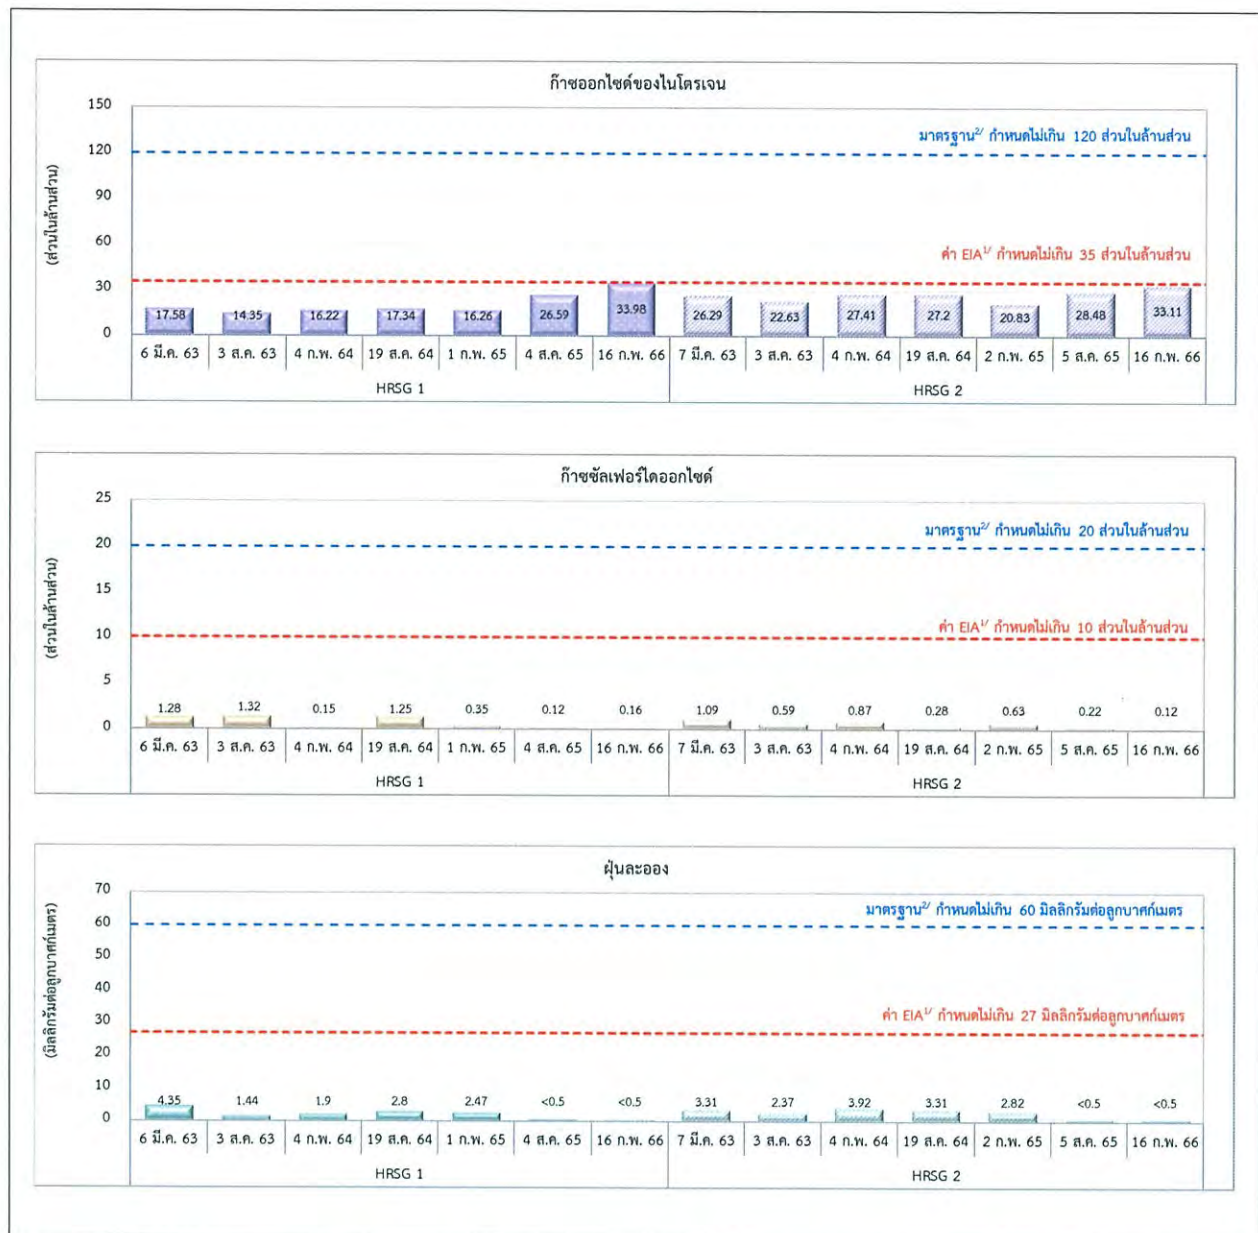 ก๊าซออกไซด์ของไนโตรเจน
(ส่วนในล้านส่วน)
150
120
90
60
30
0
มาตรฐาน2/ กำหนดไม่เกิน 120 ส่วนในล้านส่วน
ค่า EIA1/ กำหนดไม่เกิน 35 ส่วนในล้านส่วน
17.58 14.35 16.22 17.34 16.26 26.59 33.98 26.29 22.63 27.41 27.2 20.83 28.48 33.11
6 มี.ค. 63 3 ส.ค. 63 4 ก.พ. 64 19 ส.ค. 64 1 ก.พ. 65 4 ส.ค. 65 16 ก.พ. 66 7 มี.ค. 63 3 ส.ค. 63 4 ก.พ. 64 19 ส.ค. 64 2 ก.พ. 65 5 ส.ค. 65 16 ก.พ. 66
HRSG 1 HRSG 2
ก๊าซซัลเฟอร์ไดออกไซด์
(ส่วนในล้านส่วน)
25
20
15
10
5
0
มาตรฐาน2/ กำหนดไม่เกิน 20 ส่วนในล้านส่วน
ค่า EIA1/ กำหนดไม่เกิน 10 ส่วนในล้านส่วน
1.28 1.32 0.15 1.25 0.35 0.12 0.16 1.09 0.59 0.87 0.28 0.63 0.22 0.12
6 มี.ค. 63 3 ส.ค. 63 4 ก.พ. 64 19 ส.ค. 64 1 ก.พ. 65 4 ส.ค. 65 16 ก.พ. 66 7 มี.ค. 63 3 ส.ค. 63 4 ก.พ. 64 19 ส.ค. 64 2 ก.พ. 65 5 ส.ค. 65 16 ก.พ. 66
HRSG 1 HRSG 2
ฝุ่นละออง
(มิลลิกรัมต่อลูกบาศก์เมตร)
70
60
50
40
30
20
10
0
มาตรฐาน2/ กำหนดไม่เกิน 60 มิลลิกรัมต่อลูกบาศก์เมตร
ค่า EIA1/ กำหนดไม่เกิน 27 มิลลิกรัมต่อลูกบาศก์เมตร
4.35 1.44 1.9 2.8 2.47 <0.5 <0.5 3.31 2.37 3.92 3.31 2.82 <0.5 <0.5
6 มี.ค. 63 3 ส.ค. 63 4 ก.พ. 64 19 ส.ค. 64 1 ก.พ. 65 4 ส.ค. 65 16 ก.พ. 66 7 มี.ค. 63 3 ส.ค. 63 4 ก.พ. 64 19 ส.ค. 64 2 ก.พ. 65 5 ส.ค. 65 16 ก.พ. 66
HRSG 1 HRSG 2